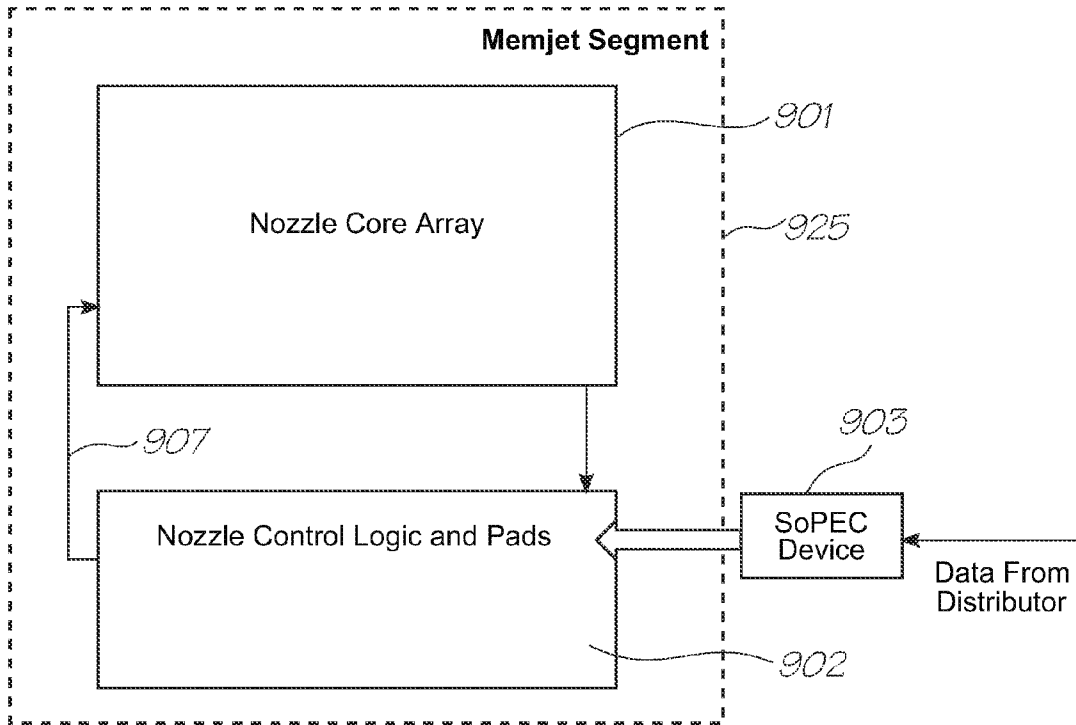 Memjet Segment
901
Nozzle Core Array
925
907
903
Nozzle Control Logic and Pads
SoPEC
Device
Data From
Distributor
902